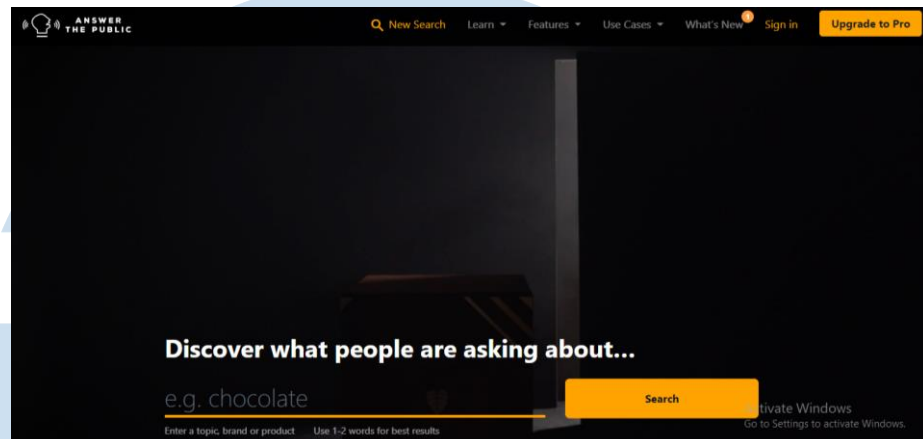 ANSWER
THE PUBLIC
New Search
Learn
Features
Use Cases
What's New
1
Sign in
Upgrade to Pro
Discover what people are asking about...
e.g. chocolate
Search
Enter a topic, brand or product
Use 1-2 words for best results
Activate Windows
Go to Settings to activate Windows.